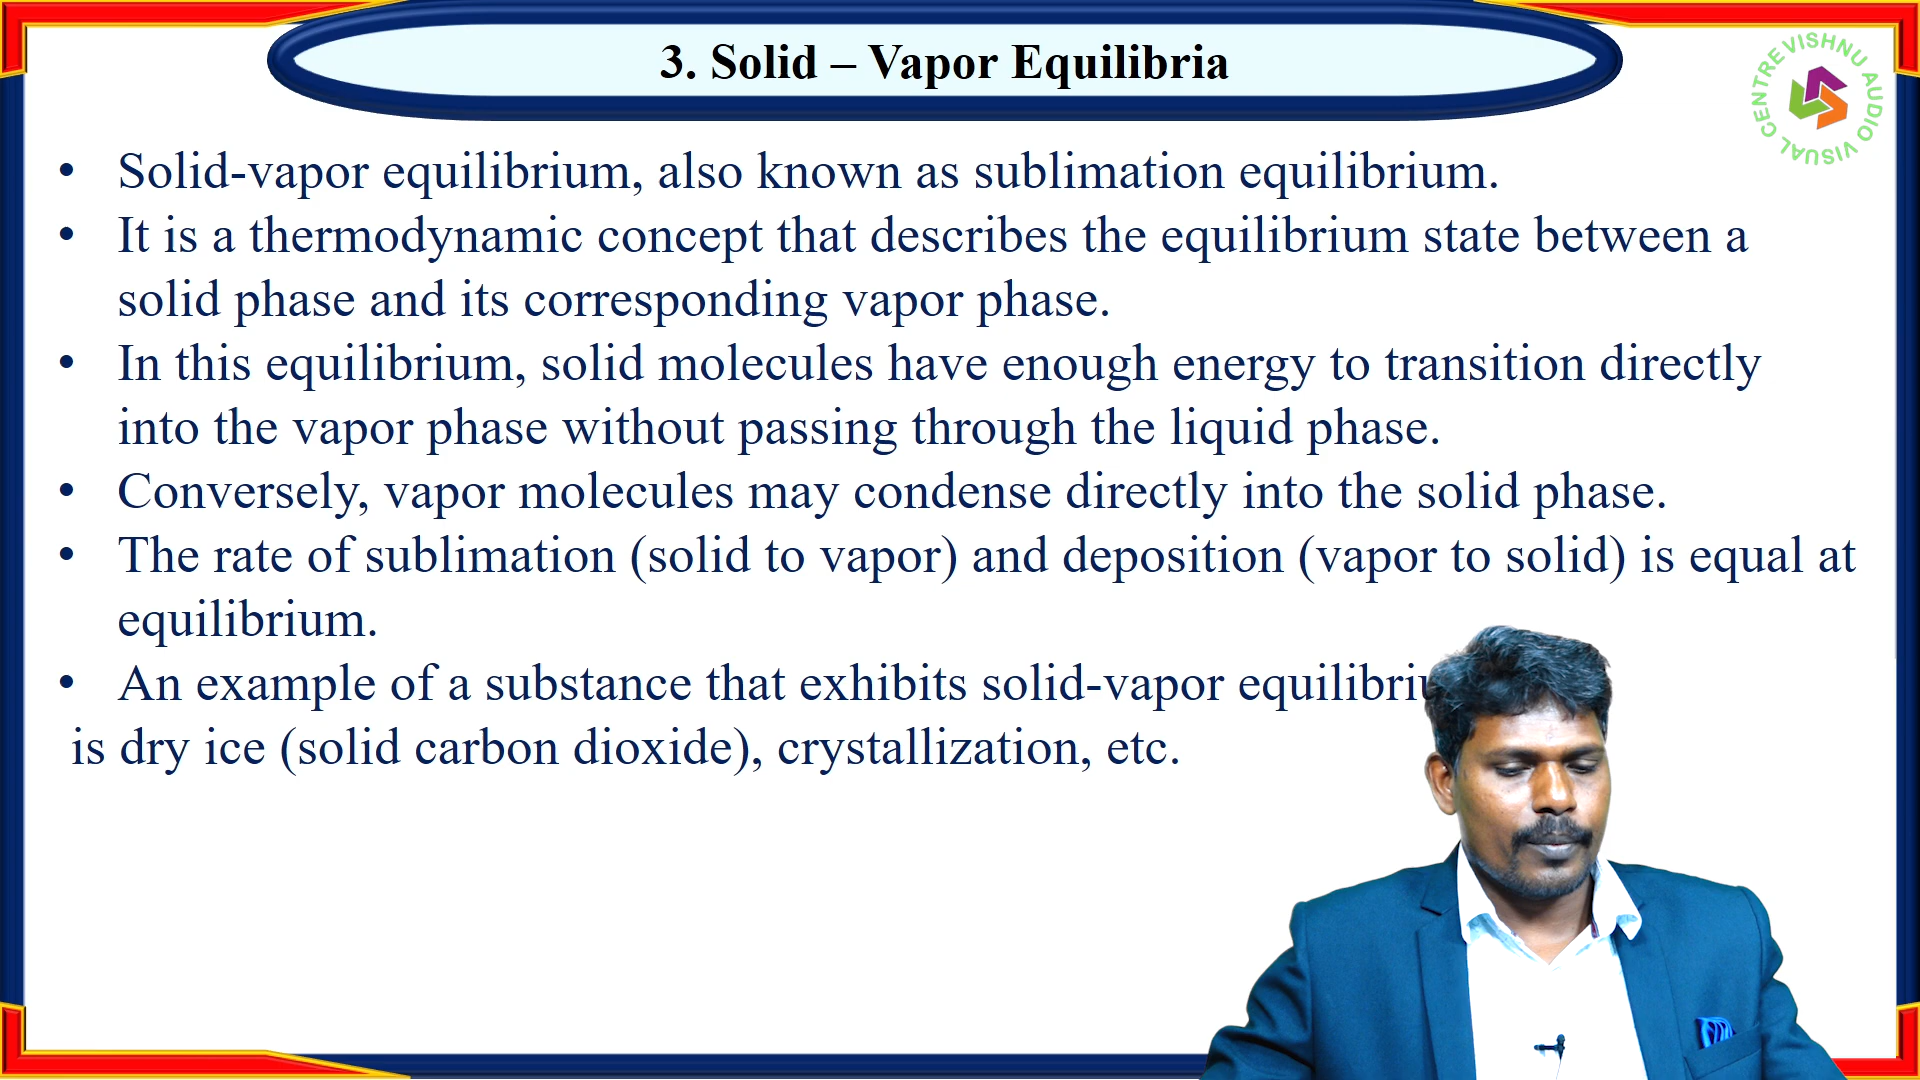 3. Solid – Vapor Equilibria
VISHNU AUDIO VISUAL CENTRE
• Solid-vapor equilibrium, also known as sublimation equilibrium.
• It is a thermodynamic concept that describes the equilibrium state between a
solid phase and its corresponding vapor phase.
• In this equilibrium, solid molecules have enough energy to transition directly
into the vapor phase without passing through the liquid phase.
• Conversely, vapor molecules may condense directly into the solid phase.
• The rate of sublimation (solid to vapor) and deposition (vapor to solid) is equal at
equilibrium.
• An example of a substance that exhibits solid-vapor
is dry ice (solid carbon dioxide), crystallization, etc.